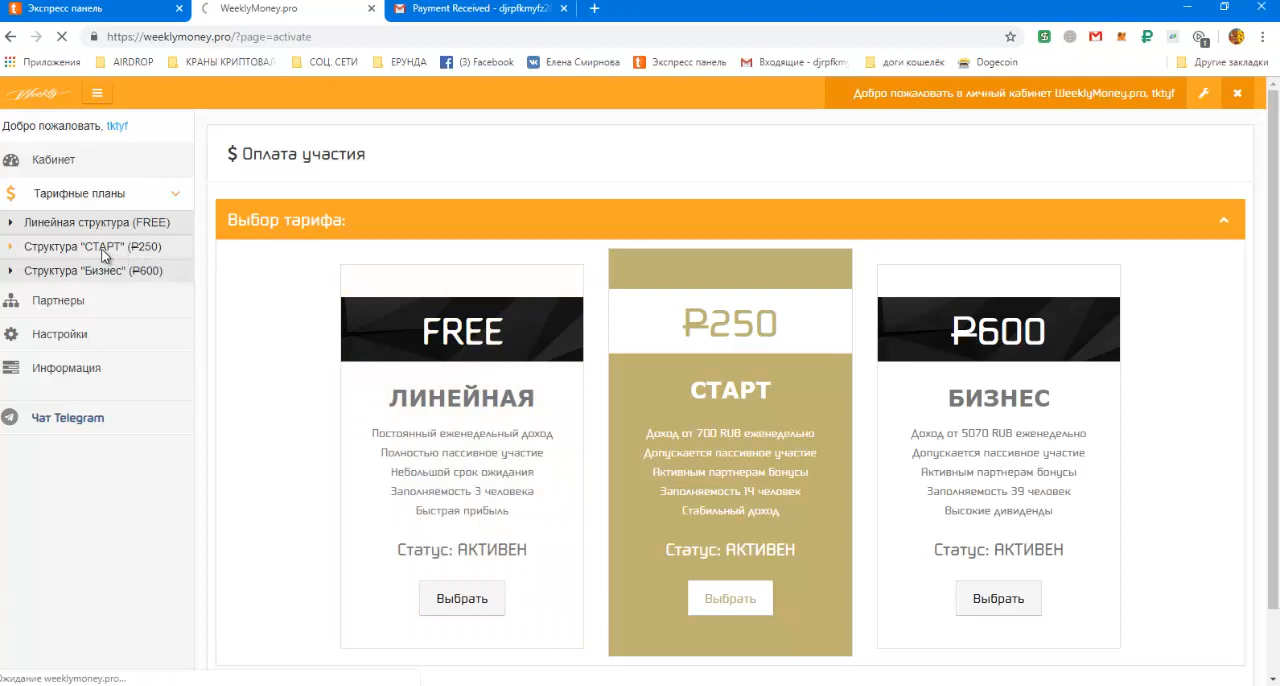 Экспресс панель
WeeklyMoney.pro
Payment Received - djrpfkmyfz2
https://weeklymoney.pro/?page=activate
Приложения
AIRDROP
КРАНЫ КРИПТОВАЛ
СОЦ. СЕТИ
ЕРУНДА
(3) Facebook
Елена Смирнова
Экспресс панель
Входящие - djrpfkmy
доги кошелёк
Dogecoin
Другие закладки
Weekly
Добро пожаловать в личный кабинет WeeklyMoney.pro, tktyf
Добро пожаловать, tktyf
Кабинет
Тарифные планы
Линейная структура (FREE)
Структура "СТАРТ" (₽250)
Структура "Бизнес" (₽600)
Партнеры
Настройки
Информация
Чат Telegram
$ Оплата участия
Выбор тарифа:
FREE
ЛИНЕЙНАЯ
Постоянный еженедельный доход
Полностью пассивное участие
Небольшой срок ожидания
Заполняемость 3 человека
Быстрая прибыль
Статус: АКТИВЕН
Выбрать
₽250
СТАРТ
Доход от 700 RUB еженедельно
Допускается пассивное участие
Активным партнерам бонусы
Заполняемость 14 человек
Стабильный доход
Статус: АКТИВЕН
Выбрать
₽600
БИЗНЕС
Доход от 5070 RUB еженедельно
Допускается пассивное участие
Активным партнерам бонусы
Заполняемость 39 человек
Высокие дивиденды
Статус: АКТИВЕН
Выбрать
Ожидание weeklymoney.pro...